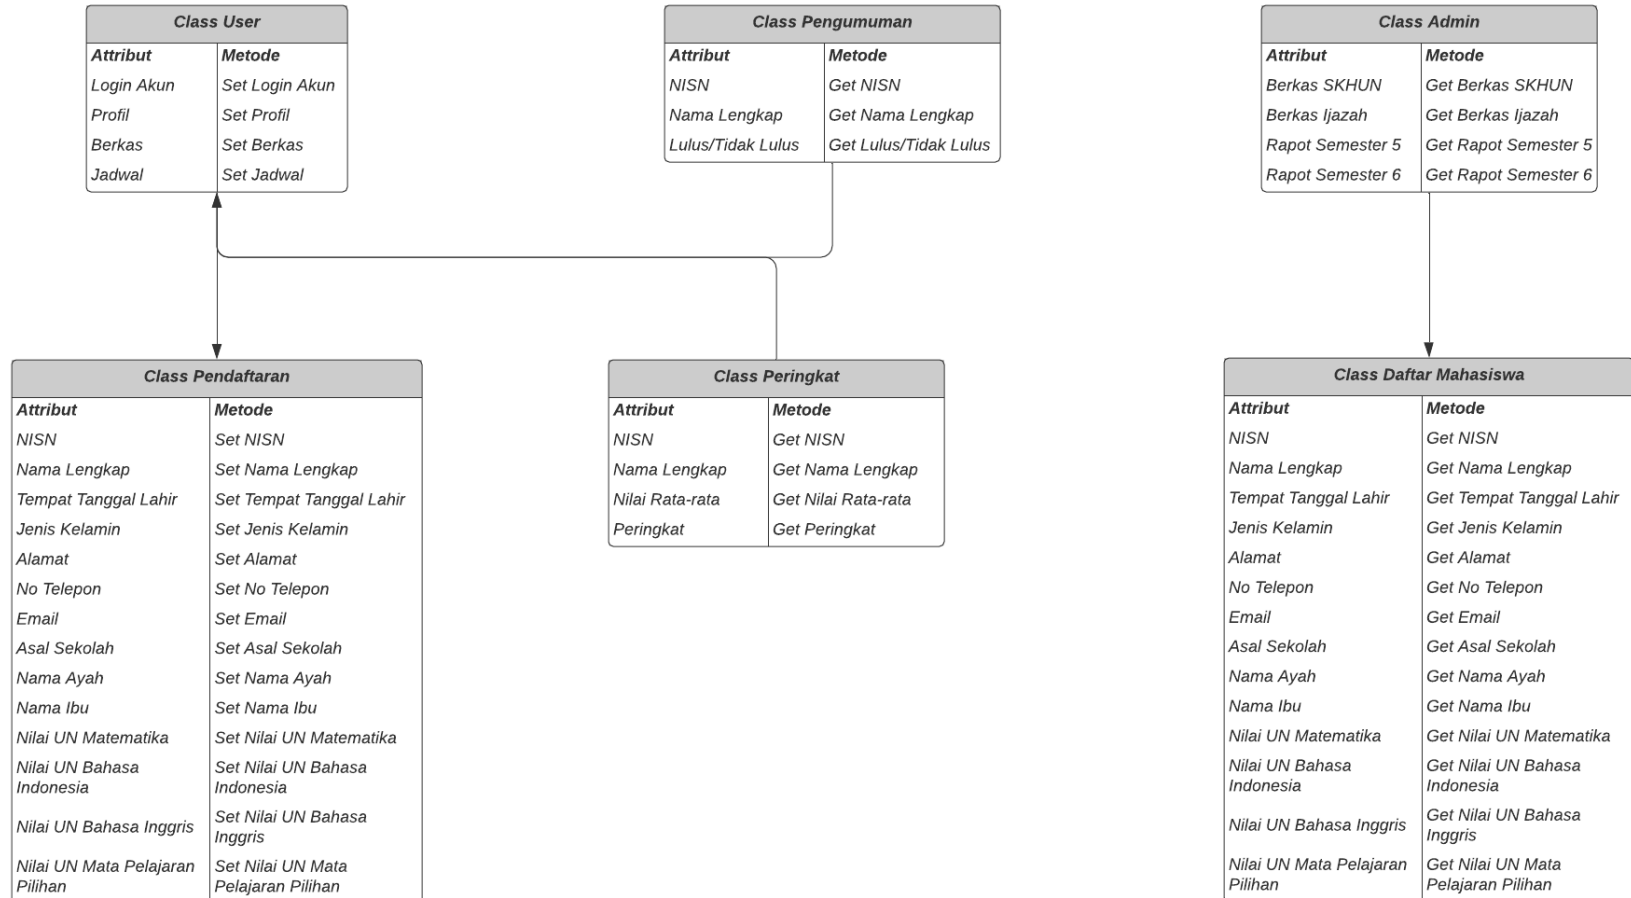 Class User
Attribut Metode
Login Akun Set Login Akun
Profil Set Profil
Berkas Set Berkas
Jadwal Set Jadwal
Class Pengumuman
Attribut Metode
NISN Get NISN
Nama Lengkap Get Nama Lengkap
Lulus/Tidak Lulus Get Lulus/Tidak Lulus
Class Admin
Attribut Metode
Berkas SKHUN Get Berkas SKHUN
Berkas Ijazah Get Berkas Ijazah
Rapot Semester 5 Get Rapot Semester 5
Rapot Semester 6 Get Rapot Semester 6
Class Pendaftaran
Attribut Metode
NISN Set NISN
Nama Lengkap Set Nama Lengkap
Tempat Tanggal Lahir Set Tempat Tanggal Lahir
Jenis Kelamin Set Jenis Kelamin
Alamat Set Alamat
No Telepon Set No Telepon
Email Set Email
Asal Sekolah Set Asal Sekolah
Nama Ayah Set Nama Ayah
Nama Ibu Set Nama Ibu
Nilai UN Matematika Set Nilai UN Matematika
Nilai UN Bahasa Set Nilai UN Bahasa
Indonesia Indonesia
Nilai UN Bahasa Inggris Set Nilai UN Bahasa
Inggris
Nilai UN Mata Pelajaran Set Nilai UN Mata
Pilihan Pelajaran Pilihan
Class Peringkat
Attribut Metode
NISN Get NISN
Nama Lengkap Get Nama Lengkap
Nilai Rata-rata Get Nilai Rata-rata
Peringkat Get Peringkat
Class Daftar Mahasiswa
Attribut Metode
NISN Get NISN
Nama Lengkap Get Nama Lengkap
Tempat Tanggal Lahir Get Tempat Tanggal Lahir
Jenis Kelamin Get Jenis Kelamin
Alamat Get Alamat
No Telepon Get No Telepon
Email Get Email
Asal Sekolah Get Asal Sekolah
Nama Ayah Get Nama Ayah
Nama Ibu Get Nama Ibu
Nilai UN Matematika Get Nilai UN Matematika
Nilai UN Bahasa Get Nilai UN Bahasa
Indonesia Indonesia
Nilai UN Bahasa Inggris Get Nilai UN Bahasa
Inggris
Nilai UN Mata Pelajaran Get Nilai UN Mata
Pilihan Pelajaran Pilihan